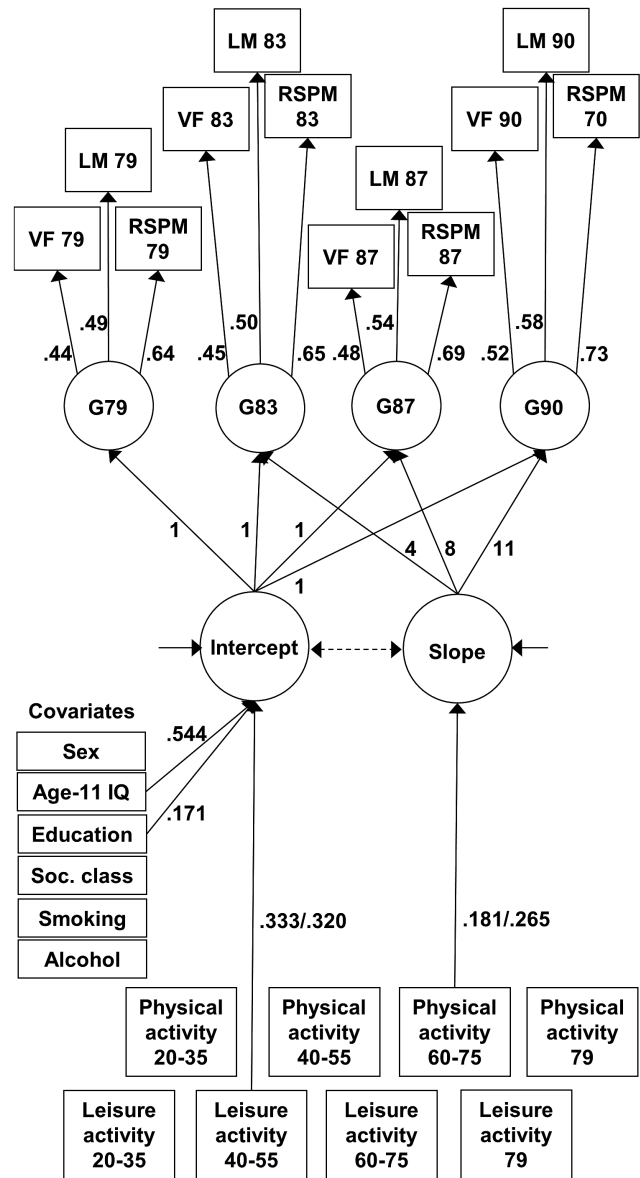 LM 83
LM 90
VF 83
RSPM
83
VF 90
RSPM
70
LM 79
LM 87
VF 79
RSPM
79
VF 87
RSPM
87
.49
.50
.54
.58
.44
.64
.45
.65
.48
.69
.52
.73
G79
G83
G87
G90
1
1
1
4
8
11
1
Intercept
Slope
Covariates
.544
Sex
Age-11 IQ
.171
Education
Soc. class
Smoking
.333/.320
.181/.265
Alcohol
Physical
activity
20-35
Physical
activity
40-55
Physical
activity
60-75
Physical
activity
79
Leisure
activity
20-35
Leisure
activity
40-55
Leisure
activity
60-75
Leisure
activity
79